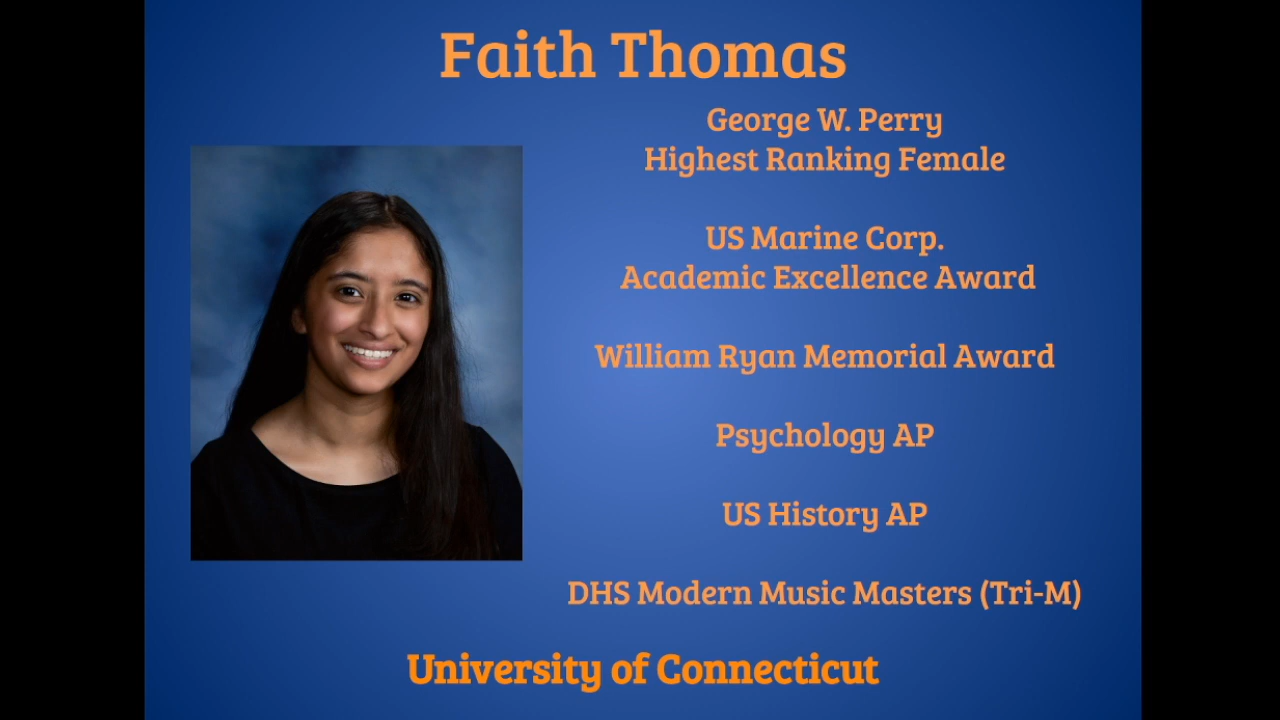 Faith Thomas
George W. Perry
Highest Ranking Female
US Marine Corp.
Academic Excellence Award
William Ryan Memorial Award
Psychology AP
US History AP
DHS Modern Music Masters (Tri-M)
University of Connecticut